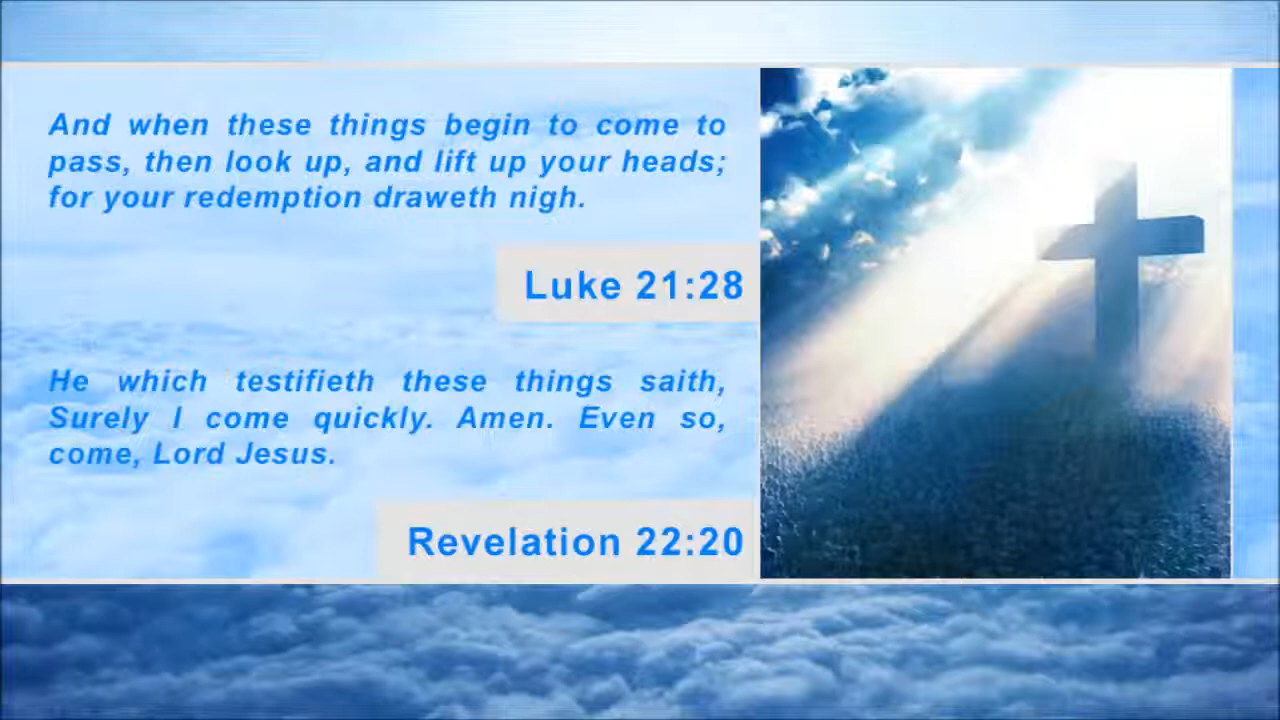 And when these things begin to come to
pass, then look up, and lift up your heads;
for your redemption draweth nigh.
Luke 21:28
He which testifieth these things saith,
Surely I come quickly. Amen. Even so,
come, Lord Jesus.
Revelation 22:20